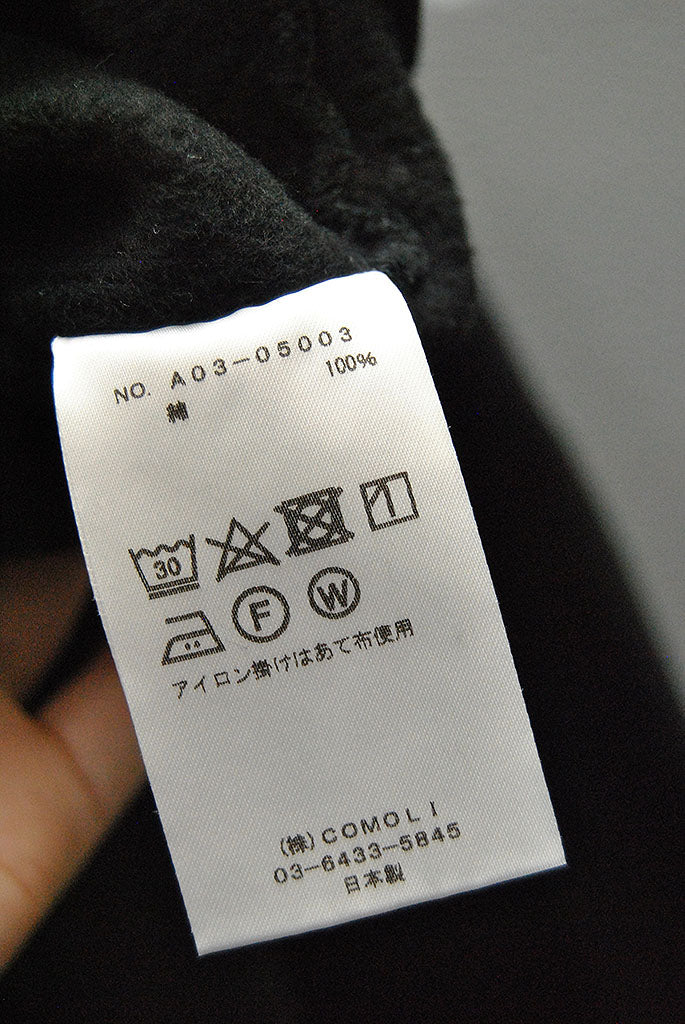 NO. A03-05003
綿 100%
30
F W
アイロン掛けはあて布使用
(株)COMOLI
03-6433-5845
日本製